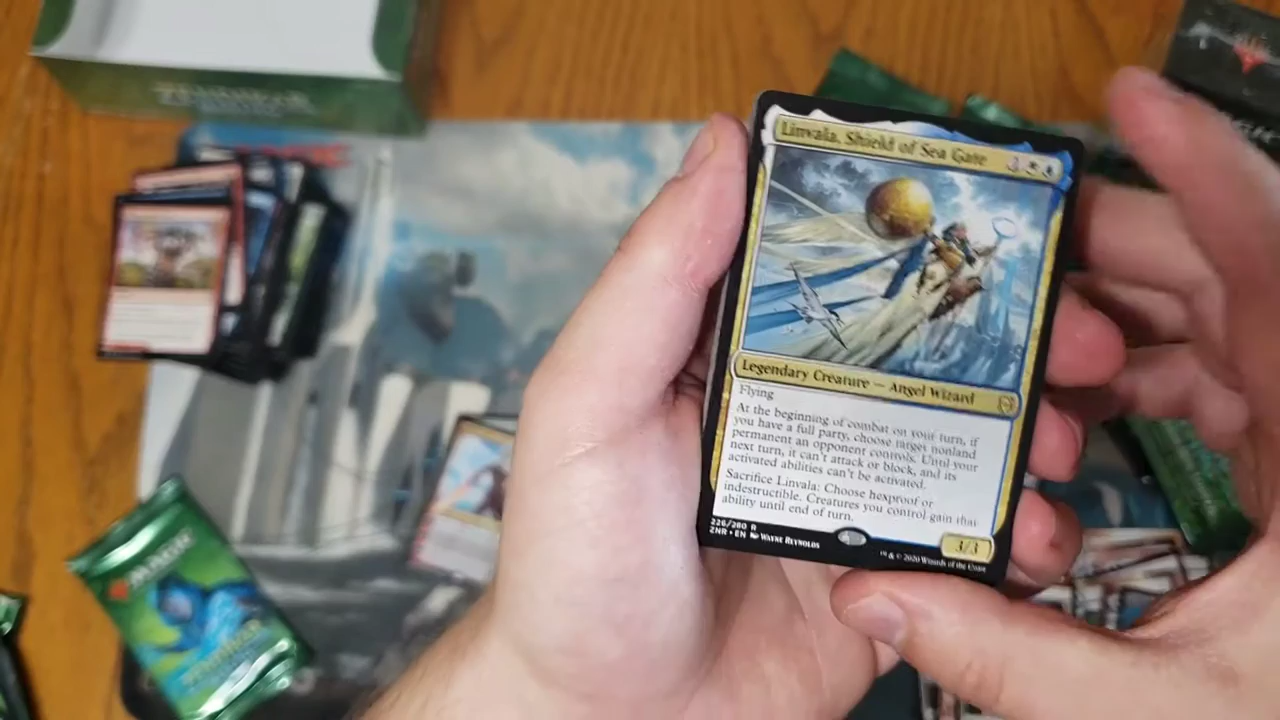 Linvala, Shield of Sea Gate
1
Legendary Creature — Angel Wizard
Flying
At the beginning of combat on your turn, if
you have a full party, choose target nonland
permanent an opponent controls. Until your
next turn, it can't attack or block, and its
activated abilities can't be activated.
Sacrifice Linvala: Choose hexproof or
indestructible. Creatures you control gain that
ability until end of turn.
226/280 R
ZNR • EN WAYNE REYNOLDS
™ & © 2020 Wizards of the Coast
3/3
MAGIC